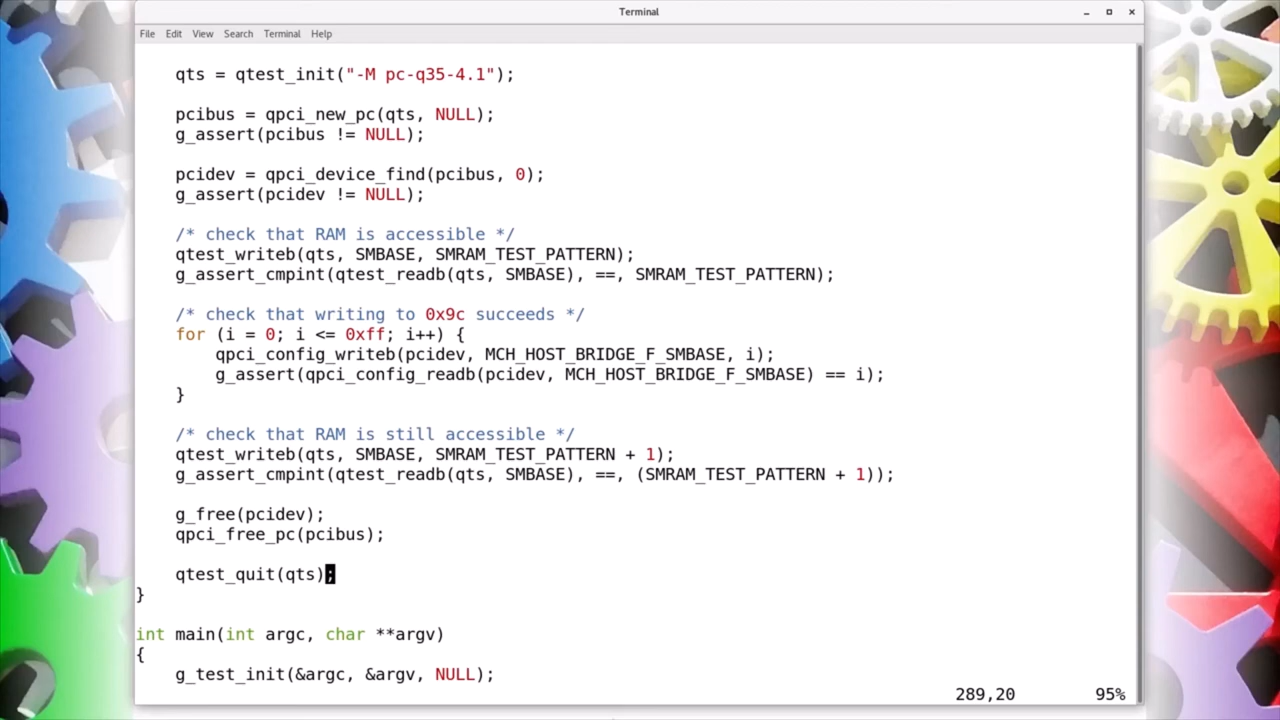 Terminal
File Edit View Search Terminal Help
qts = qtest_init("-M pc-q35-4.1");
pcibus = qpci_new_pc(qts, NULL);
g_assert(pcibus != NULL);
pcidev = qpci_device_find(pcibus, 0);
g_assert(pcidev != NULL);
/* check that RAM is accessible */
qtest_writeb(qts, SMBASE, SMRAM_TEST_PATTERN);
g_assert_cmpint(qtest_readb(qts, SMBASE), ==, SMRAM_TEST_PATTERN);
/* check that writing to 0x9c succeeds */
for (i = 0; i <= 0xff; i++) {
qpci_config_writeb(pcidev, MCH_HOST_BRIDGE_F_SMBASE, i);
g_assert(qpci_config_readb(pcidev, MCH_HOST_BRIDGE_F_SMBASE) == i);
}
/* check that RAM is still accessible */
qtest_writeb(qts, SMBASE, SMRAM_TEST_PATTERN + 1);
g_assert_cmpint(qtest_readb(qts, SMBASE), ==, (SMRAM_TEST_PATTERN + 1));
g_free(pcidev);
qpci_free_pc(pcibus);
qtest_quit(qts);
}
int main(int argc, char **argv)
{
g_test_init(&argc, &argv, NULL);
289,20 95%